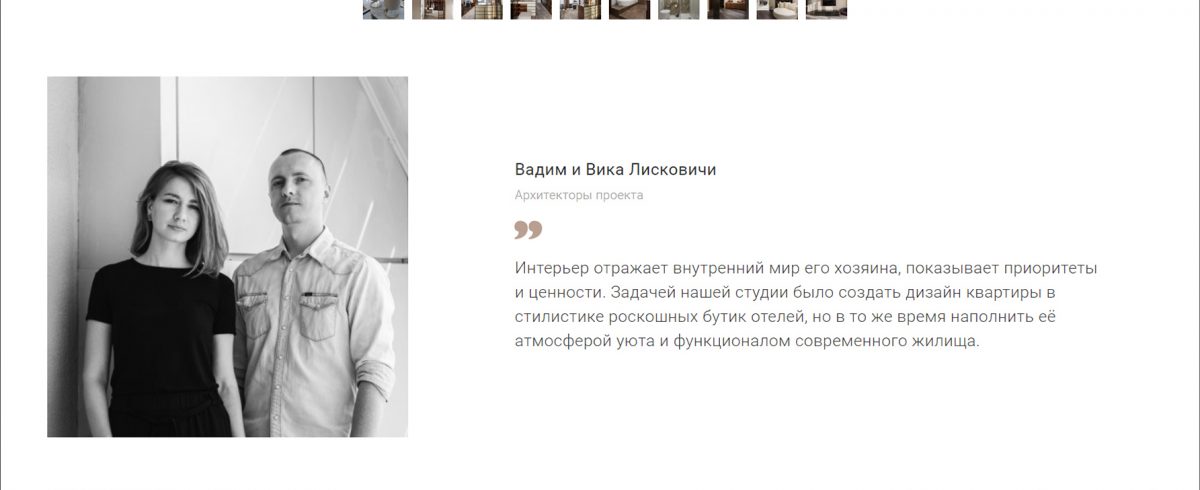 Вадим и Вика Лисковичи
Архитекторы проекта
”
Интерьер отражает внутренний мир его хозяина, показывает приоритеты
и ценности. Задачей нашей студии было создать дизайн квартиры в
стилистике роскошных бутик отелей, но в то же время наполнить её
атмосферой уюта и функционалом современного жилища.